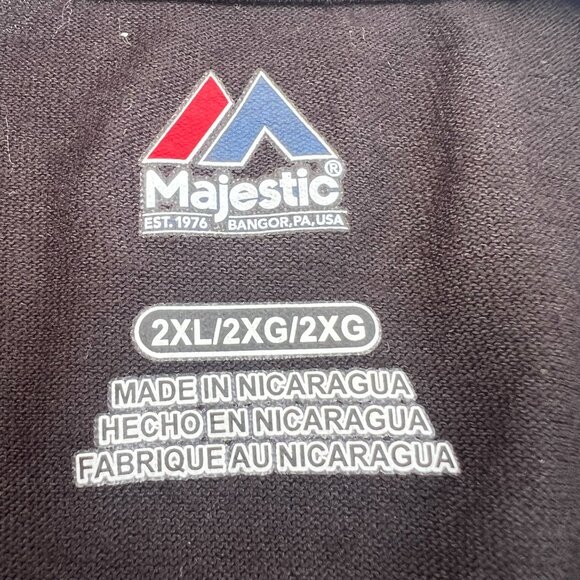 Majestic®
EST. 1976 BANGOR, PA, USA
2XL/2XG/2XG
MADE IN NICARAGUA
HECHO EN NICARAGUA
FABRIQUE AU NICARAGUA